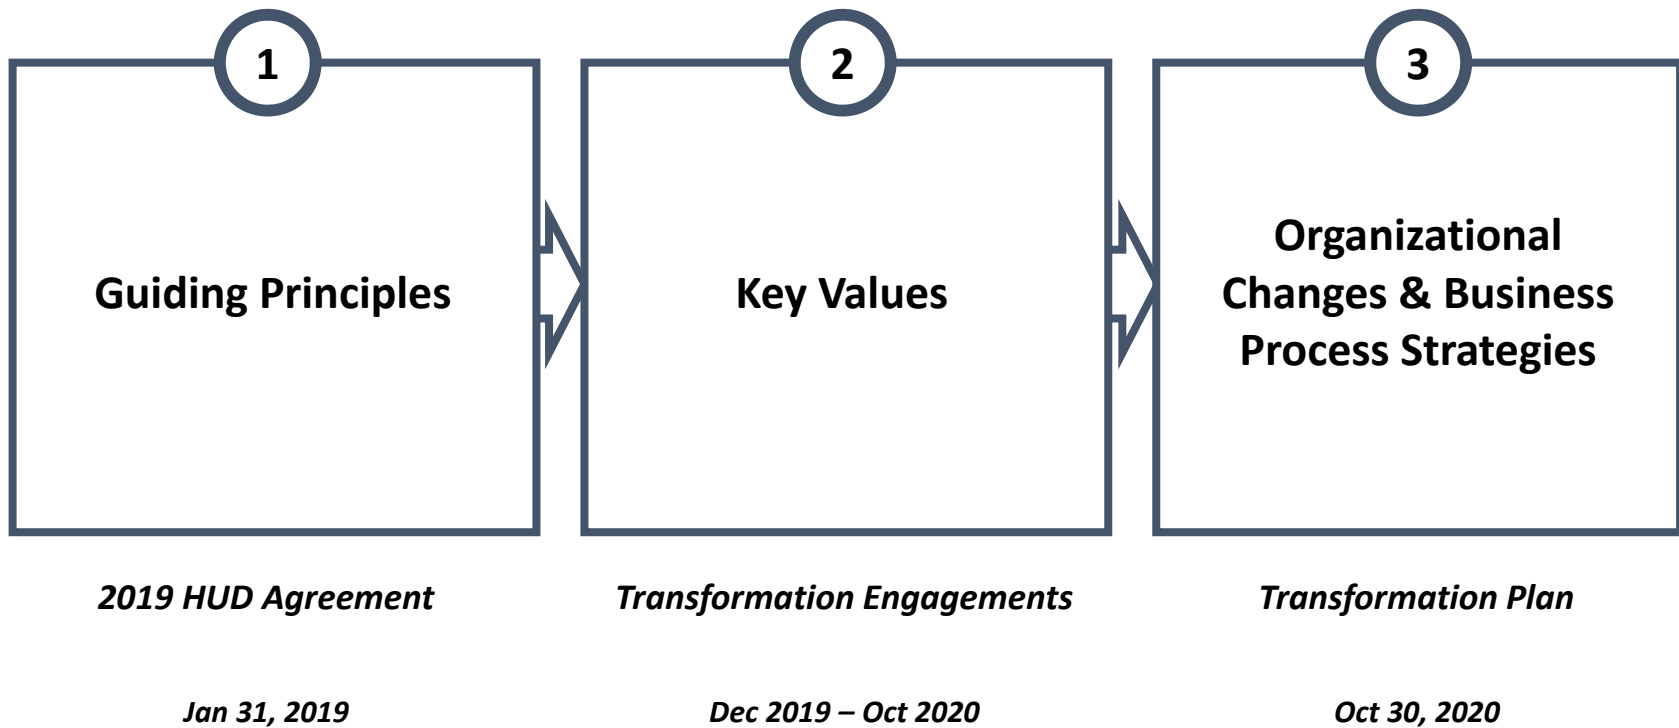 1
Guiding Principles
2019 HUD Agreement
Jan 31, 2019
2
Key Values
Transformation Engagements
Dec 2019 – Oct 2020
3
Organizational
Changes & Business
Process Strategies
Transformation Plan
Oct 30, 2020